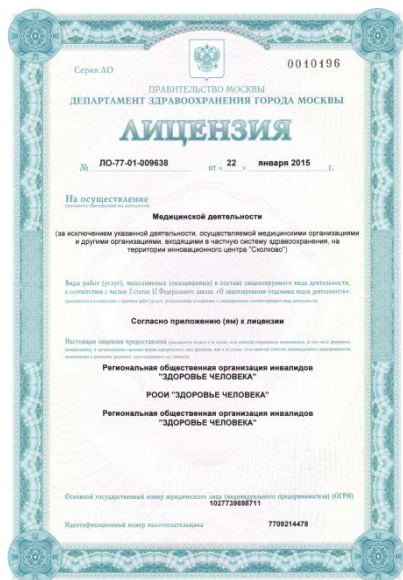 Серия АО
0010196
ПРАВИТЕЛЬСТВО МОСКВЫ
ДЕПАРТАМЕНТ ЗДРАВООХРАНЕНИЯ ГОРОДА МОСКВЫ
ЛИЦЕНЗИЯ
№ ЛО-77-01-009638 от « 22 » января 2015 г.
На осуществление
(указывается лицензируемый вид деятельности)
Медицинской деятельности
(за исключением указанной деятельности, осуществляемой медицинскими организациями
и другими организациями, входящими в частную систему здравоохранения, на
территории инновационного центра "Сколково")
Виды работ (услуг), выполняемых (оказываемых) в составе лицензируемого вида деятельности,
в соответствии с частью 2 статьи 12 Федерального закона «О лицензировании отдельных видов деятельности»:
Согласно приложению (ям) к лицензии
Настоящая лицензия предоставлена
Региональная общественная организация инвалидов
"ЗДОРОВЬЕ ЧЕЛОВЕКА"
РООИ "ЗДОРОВЬЕ ЧЕЛОВЕКА"
Региональная общественная организация инвалидов
"ЗДОРОВЬЕ ЧЕЛОВЕКА"
Основной государственный номер юридического лица (индивидуального предпринимателя) (ОГРН)
1027739698711
Идентификационный номер налогоплательщика 7709214478